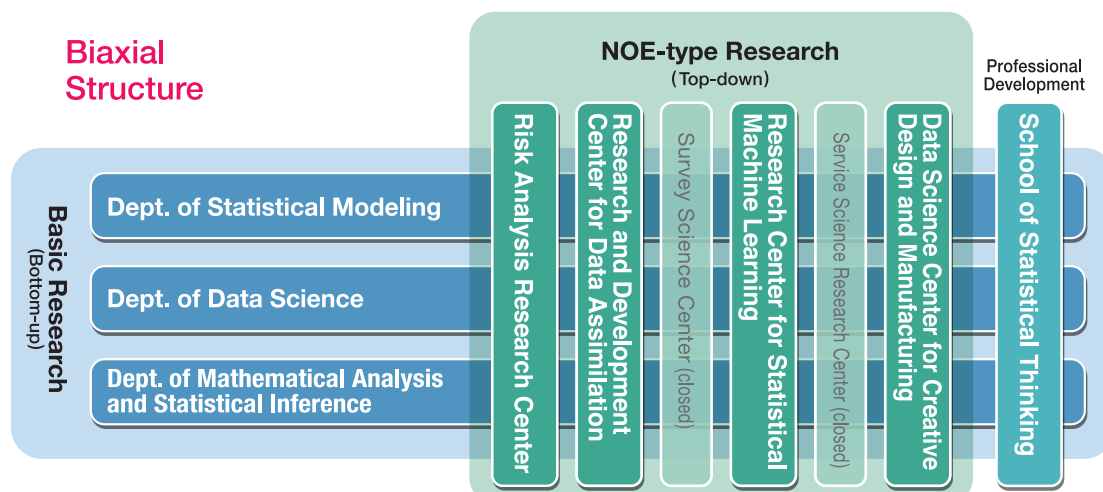 Biaxial
Structure
NOE-type Research
(Top-down)
Professional
Development
Basic Research
(Bottom-up)
Dept. of Statistical Modeling
Dept. of Data Science
Dept. of Mathematical Analysis
and Statistical Inference
Risk Analysis Research Center
Research and Development
Center for Data Assimilation
Survey Science Center (closed)
Research Center for Statistical
Machine Learning
Service Science Research Center (closed)
Data Science Center for Creative
Design and Manufacturing
School of Statistical Thinking